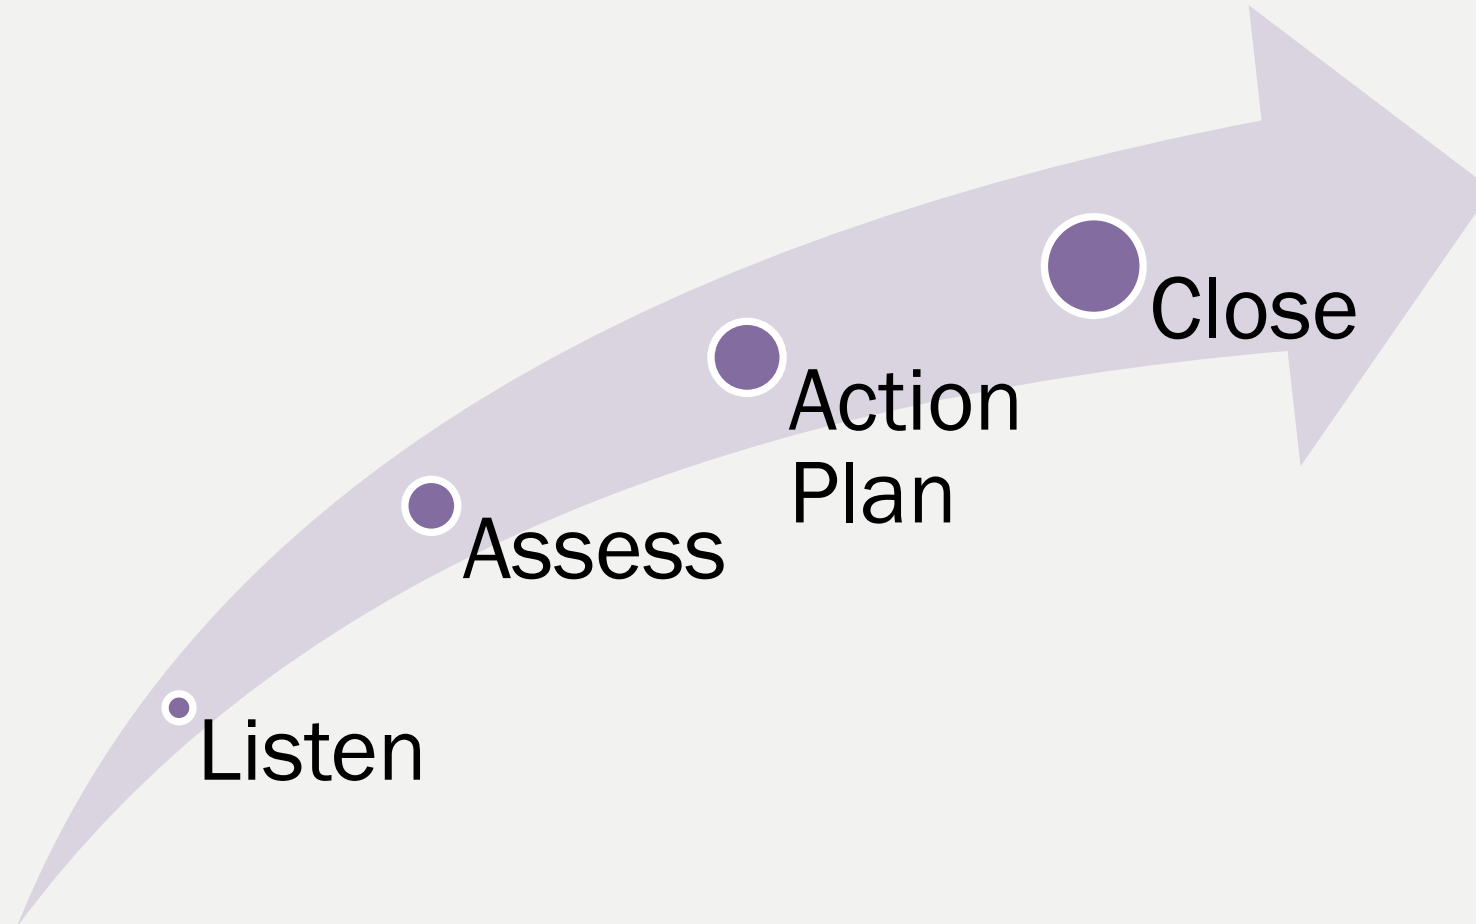 Listen
Assess
Action
Plan
Close